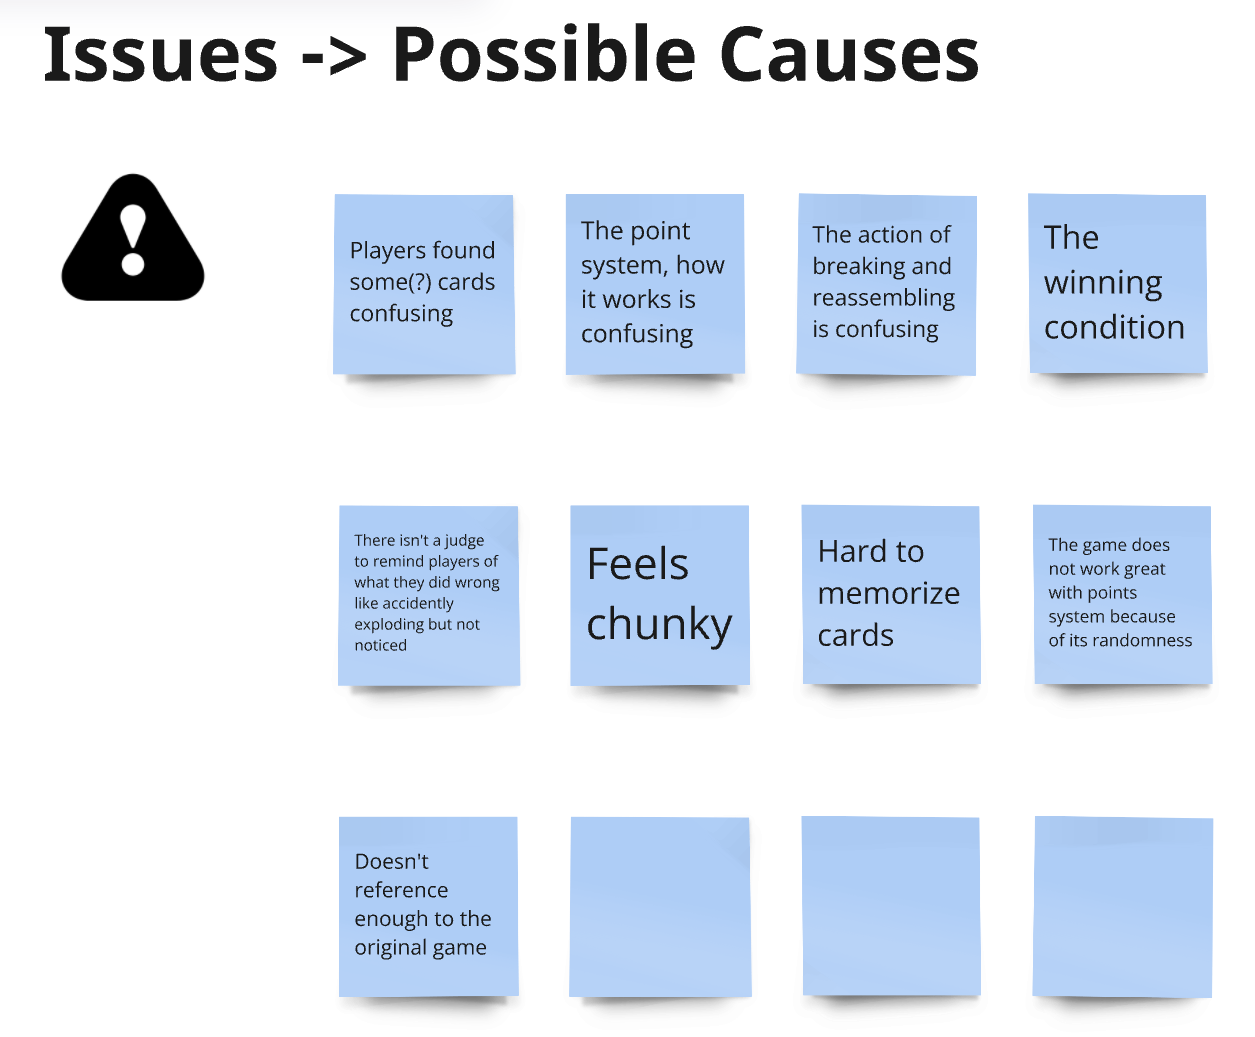 Issues -> Possible Causes
Players found
some(?) cards
confusing
The point
system, how
it works is
confusing
The action of
breaking and
reassembling
is confusing
The
winning
condition
There isn't a judge
to remind players of
what they did wrong
like accidently
exploding but not
noticed
Feels
chunky
Hard to
memorize
cards
The game does
not work great
with points
system because
of its randomness
Doesn't
reference
enough to the
original game